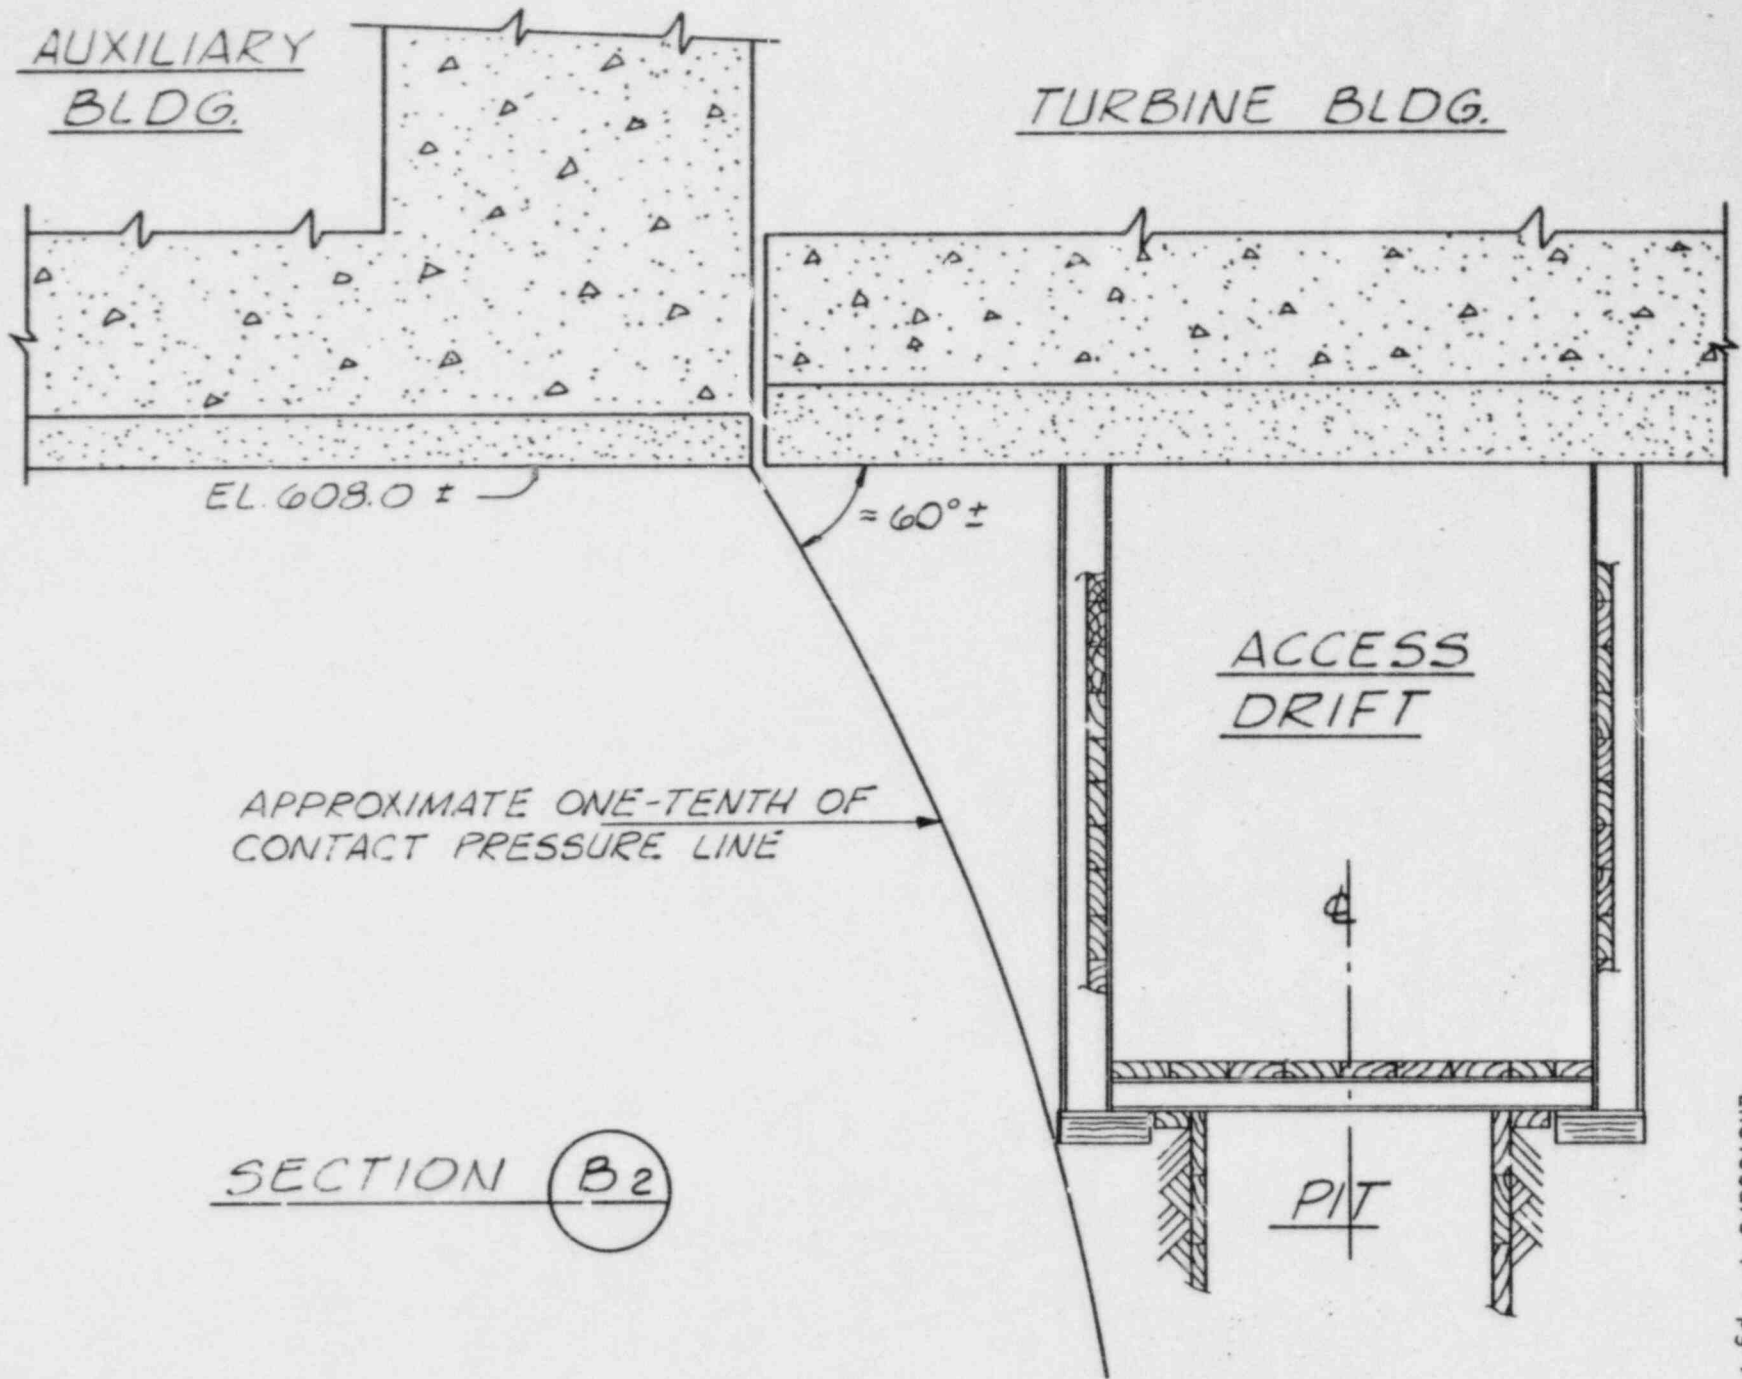 AUXILIARY
BLDG.
TURBINE BLDG.
EL. 608.0 ±
≈ 60° ±
ACCESS
DRIFT
APPROXIMATE ONE-TENTH OF
CONTACT PRESSURE LINE
℄
SECTION B2
PIT